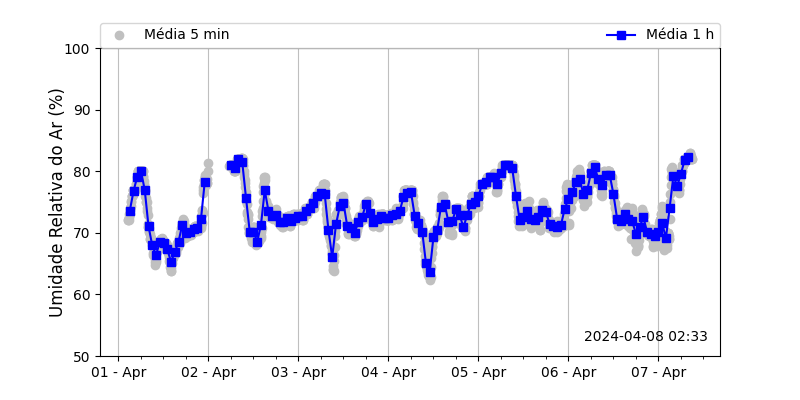 Média 5 min
Média 1 h
100
90
80
70
60
50
Umidade Relativa do Ar (%)
2024-04-08 02:33
01 - Apr
02 - Apr
03 - Apr
04 - Apr
05 - Apr
06 - Apr
07 - Apr